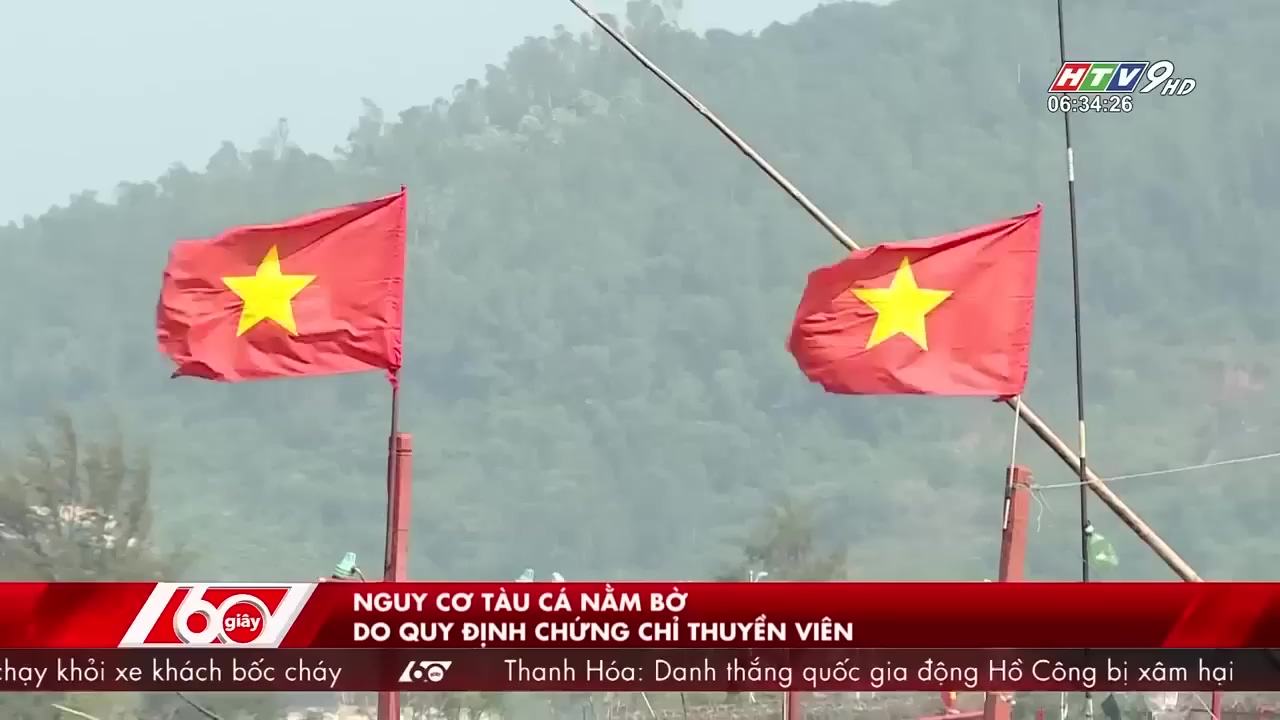 HTV9 HD
06:34:26
60 giây
NGUY CƠ TÀU CÁ NẰM BỜ
DO QUY ĐỊNH CHỨNG CHỈ THUYỀN VIÊN
chạy khỏi xe khách bốc cháy 60 giây Thanh Hóa: Danh thắng quốc gia động Hồ Công bị xâm hại